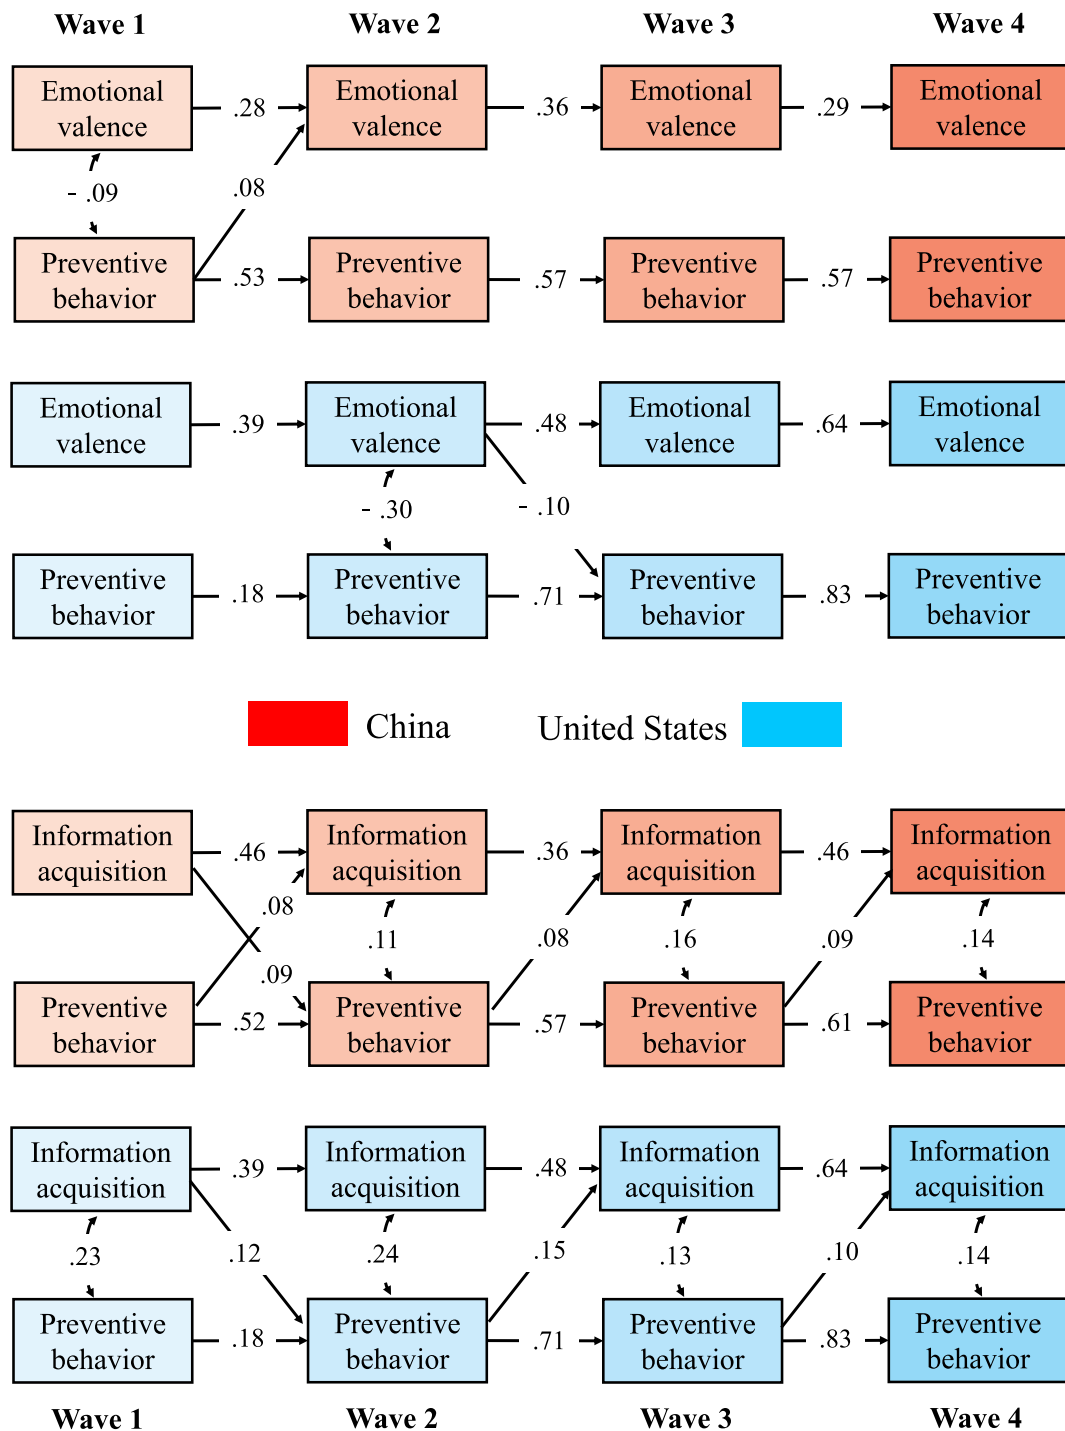 Wave 1 Wave 2 Wave 3 Wave 4
Emotional valence .28 Emotional valence .36 Emotional valence .29 Emotional valence
- .09 .08
Preventive behavior .53 Preventive behavior .57 Preventive behavior .57 Preventive behavior
Emotional valence .39 Emotional valence .48 Emotional valence .64 Emotional valence
- .30 - .10
Preventive behavior .18 Preventive behavior .71 Preventive behavior .83 Preventive behavior
China United States
Information acquisition .46 Information acquisition .36 Information acquisition .46 Information acquisition
.08 .09 .11 .08 .16 .09 .14
Preventive behavior .52 Preventive behavior .57 Preventive behavior .61 Preventive behavior
Information acquisition .39 Information acquisition .48 Information acquisition .64 Information acquisition
.23 .12 .24 .15 .13 .10 .14
Preventive behavior .18 Preventive behavior .71 Preventive behavior .83 Preventive behavior
Wave 1 Wave 2 Wave 3 Wave 4